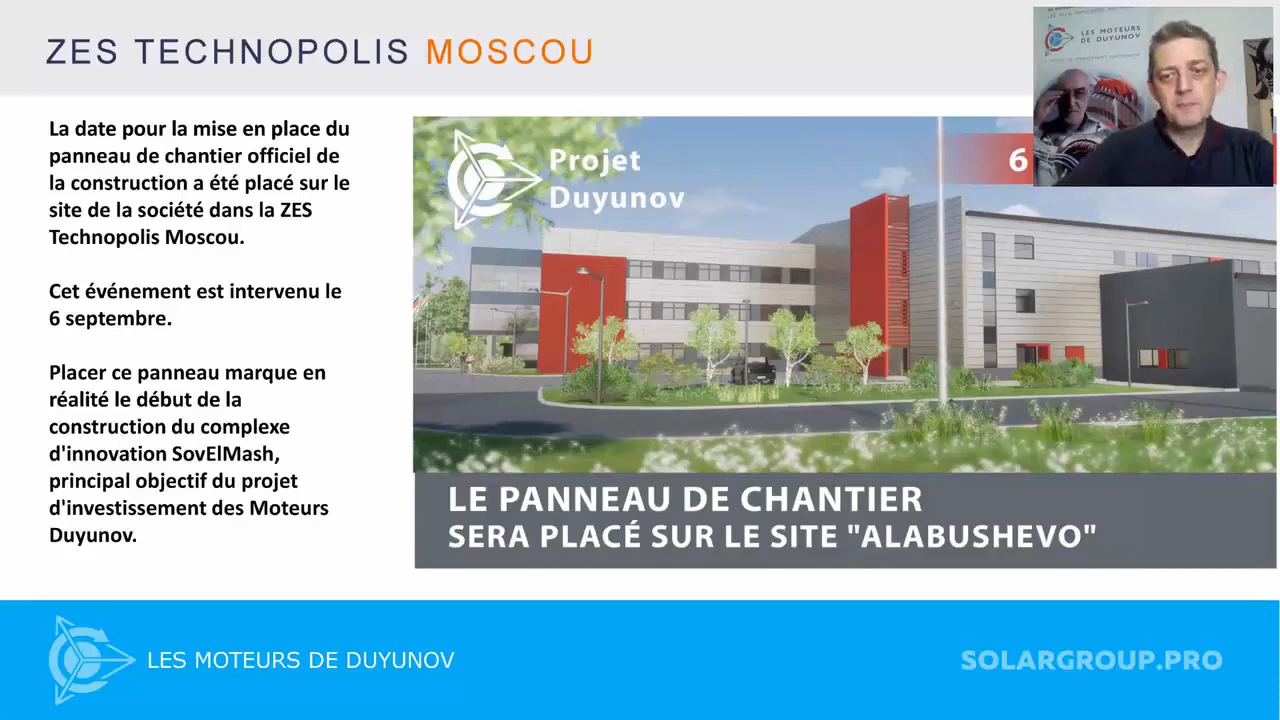 ZES TECHNOPOLIS MOSCOU
La date pour la mise en place du
panneau de chantier officiel de
la construction a été placé sur le
site de la société dans la ZES
Technopolis Moscou.
Cet événement est intervenu le
6 septembre.
Placer ce panneau marque en
réalité le début de la
construction du complexe
d'innovation SovElMash,
principal objectif du projet
d'investissement des Moteurs
Duyunov.
Projet
Duyunov
6
LES MOTEURS
DE DUYUNOV
LE PANNEAU DE CHANTIER
SERA PLACÉ SUR LE SITE "ALABUSHEVO"
LES MOTEURS DE DUYUNOV
SOLARGROUP.PRO